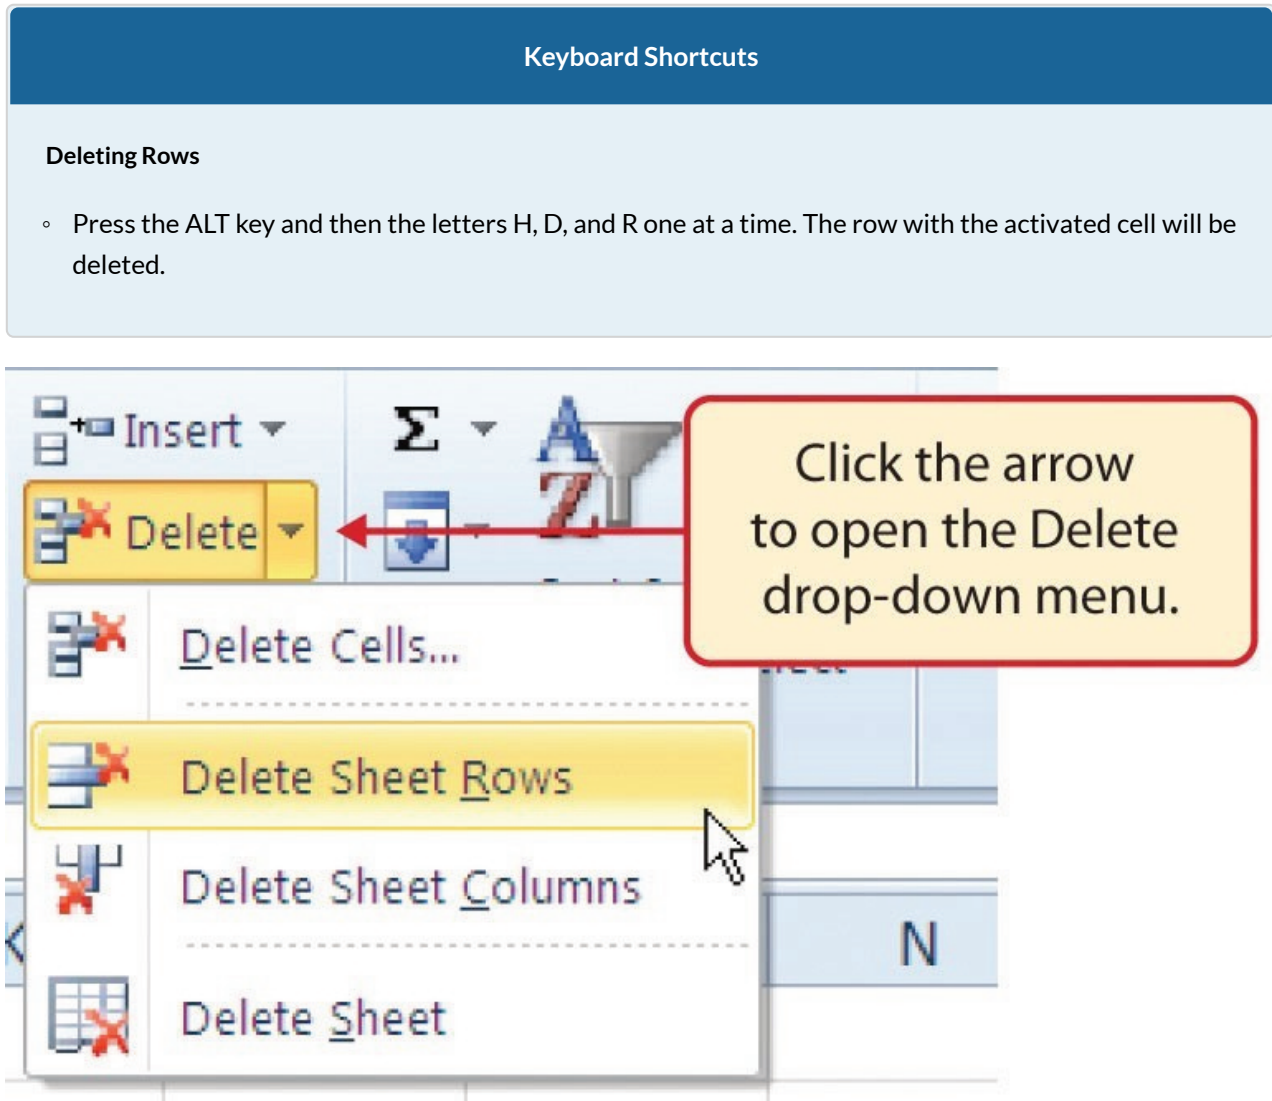 Keyboard Shortcuts
Deleting Rows
◦ Press the ALT key and then the letters H, D, and R one at a time. The row with the activated cell will be
deleted.
Insert
Σ
A
Z
Delete
Click the arrow
to open the Delete
drop-down menu.
Delete Cells...
Delete Sheet Rows
Delete Sheet Columns
N
Delete Sheet